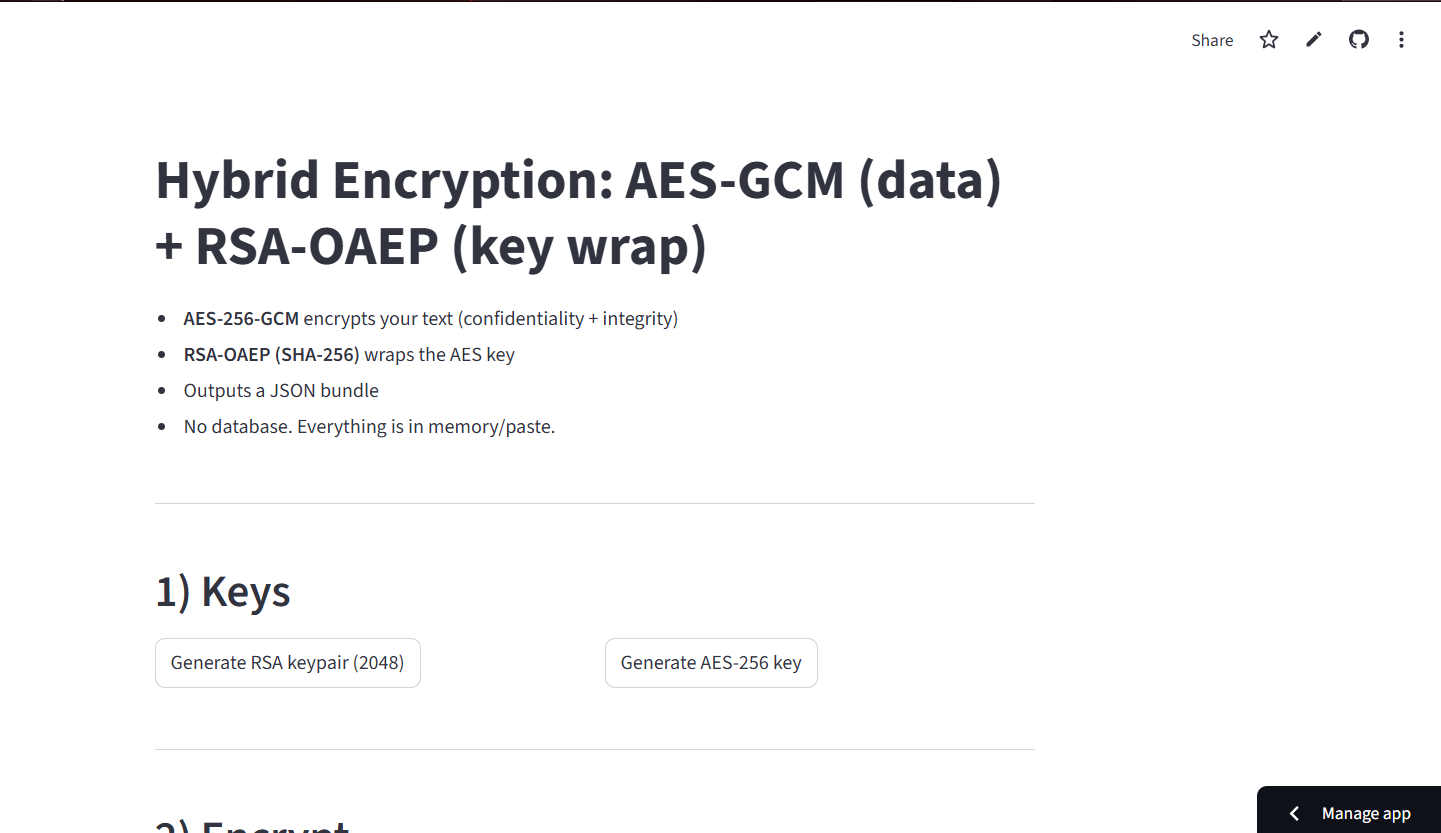 Share
Hybrid Encryption: AES-GCM (data)
+ RSA-OAEP (key wrap)
• AES-256-GCM encrypts your text (confidentiality + integrity)
• RSA-OAEP (SHA-256) wraps the AES key
• Outputs a JSON bundle
• No database. Everything is in memory/paste.
1) Keys
Generate RSA keypair (2048)
Generate AES-256 key
2) Encrypt
Manage app